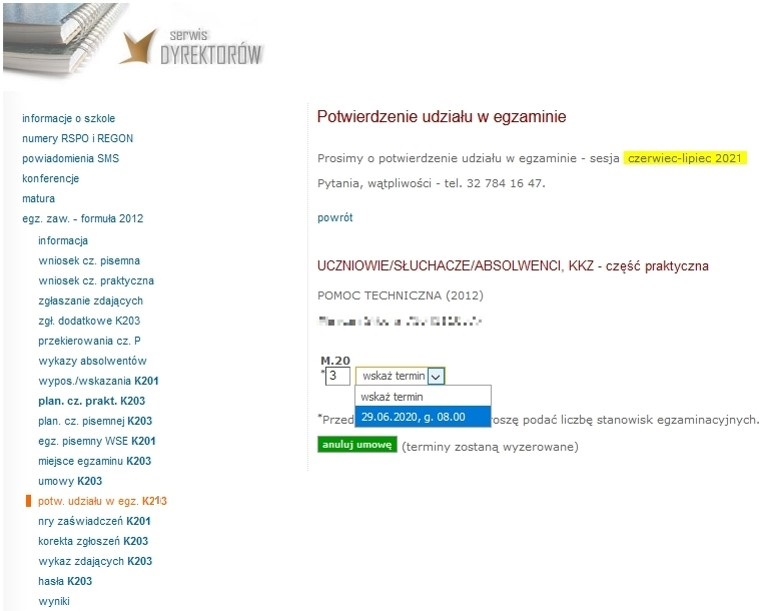 serwis
DYREKTORÓW
informacje o szkole
numery RSPO i REGON
powiadomienia SMS
konferencje
matura
egz. zaw. - formuła 2012
informacja
wniosek cz. pisemna
wniosek cz. praktyczna
zgłaszanie zdających
zgł. dodatkowe K203
przekierowania cz. P
wykazy absolwentów
wypos./wskazania K201
plan. cz. prakt. K203
plan. cz. pisemnej K203
egz. pisemny WSE K201
miejsce egzaminu K203
umowy K203
potw. udziału w egz. K213
nry zaświadczeń K201
korekta zgłoszeń K203
wykaz zdających K203
hasła K203
wyniki
Potwierdzenie udziału w egzaminie
Prosimy o potwierdzenie udziału w egzaminie - sesja czerwiec-lipiec 2021
Pytania, wątpliwości - tel. 32 784 16 47.
powrót
UCZNIOWIE/SŁUCHACZE/ABSOLWENCI, KKZ - część praktyczna
POMOC TECHNICZNA (2012)
M.20
*3 wskaż termin
wskaż termin
29.06.2020, g. 08.00
*Przed roszę podać liczbę stanowisk egzaminacyjnych.
anuluj umowę (terminy zostaną wyzerowane)